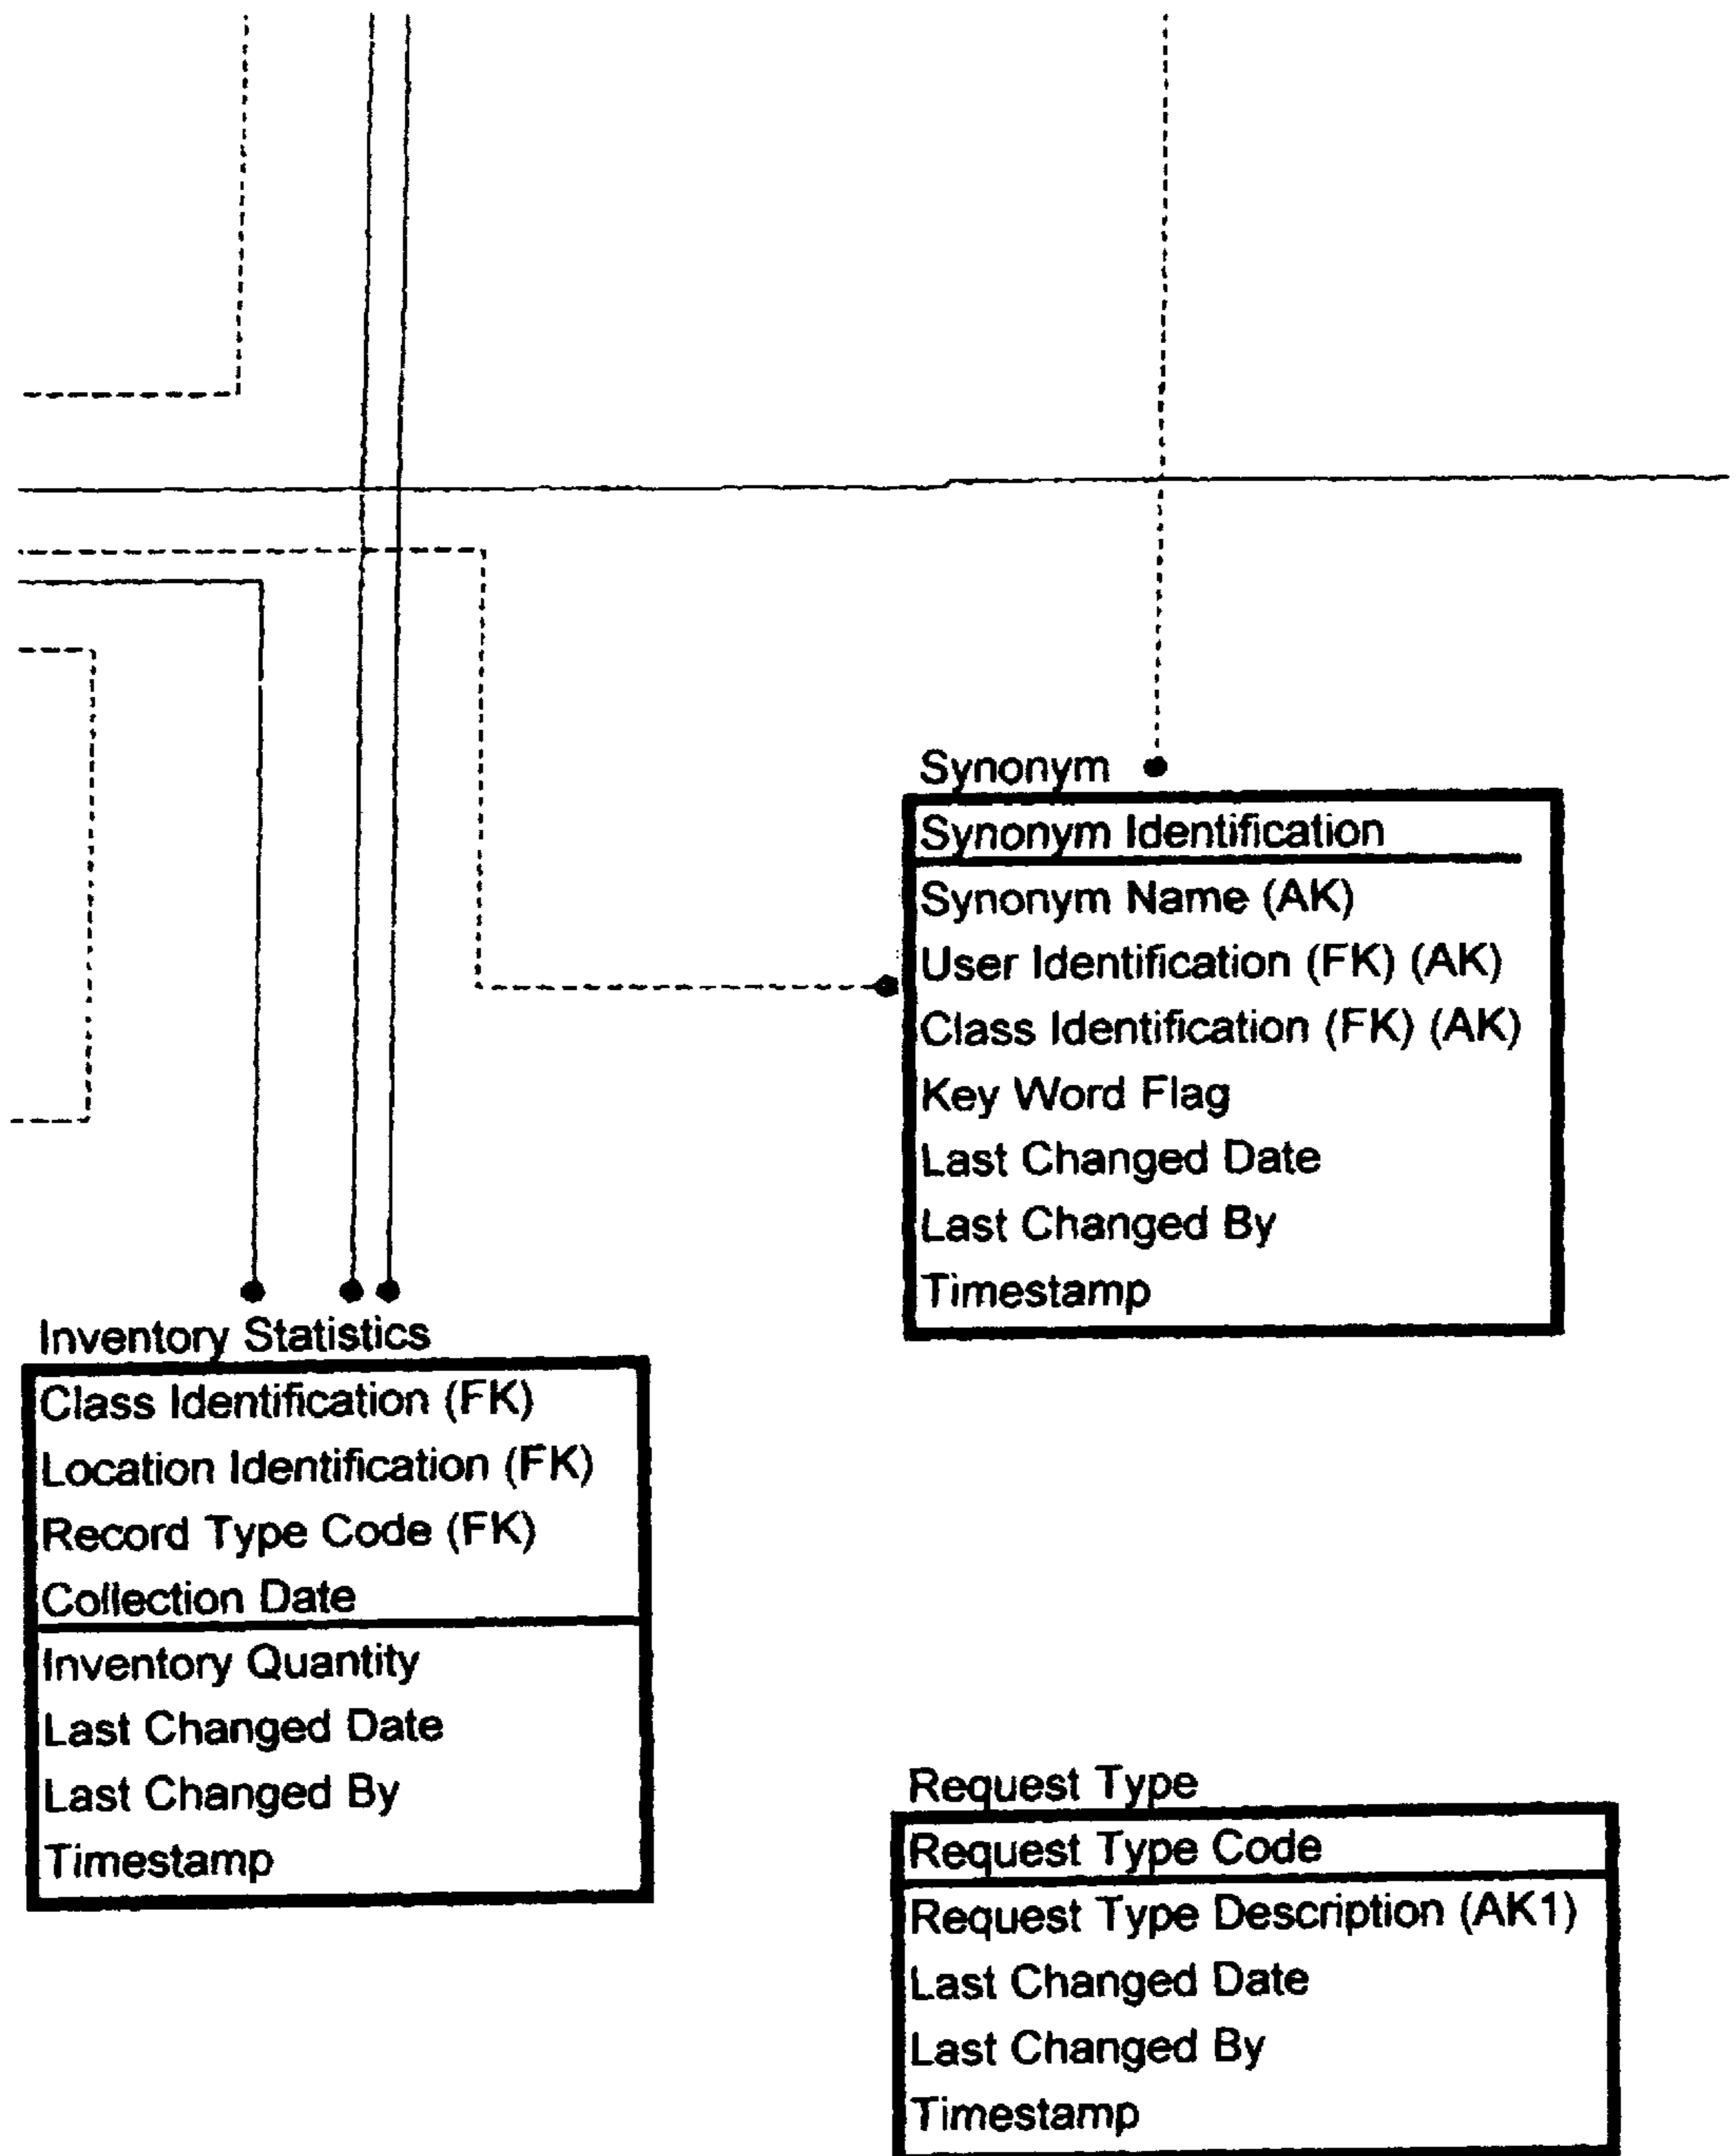 Synonym
Synonym Identification
Synonym Name (AK)
User Identification (FK) (AK)
Class Identification (FK) (AK)
Key Word Flag
Last Changed Date
Last Changed By
Timestamp
Inventory Statistics
Class Identification (FK)
Location Identification (FK)
Record Type Code (FK)
Collection Date
Inventory Quantity
Last Changed Date
Last Changed By
Timestamp
Request Type
Request Type Code
Request Type Description (AK1)
Last Changed Date
Last Changed By
Timestamp